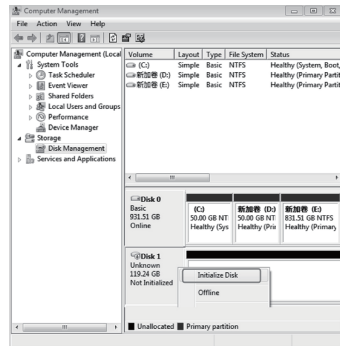 Computer Management
File Action View Help
Computer Management (Local
System Tools
Task Scheduler
Event Viewer
Shared Folders
Local Users and Groups
Performance
Device Manager
Storage
Disk Management
Services and Applications
Volume Layout Type File System Status
(C:) Simple Basic NTFS Healthy (System, Boot,
新加卷 (D:) Simple Basic NTFS Healthy (Primary Partit
新加卷 (E:) Simple Basic NTFS Healthy (Primary Partit
Disk 0
Basic
931.51 GB
Online
(C:)
50.00 GB NT
Healthy (Sys
新加卷 (D:)
50.00 GB NT
Healthy (Pri
新加卷 (E:)
831.51 GB NTFS
Healthy (Primary
Disk 1
Unknown
119.24 GB
Not Initialized
Initialize Disk
Offline
Unallocated Primary partition